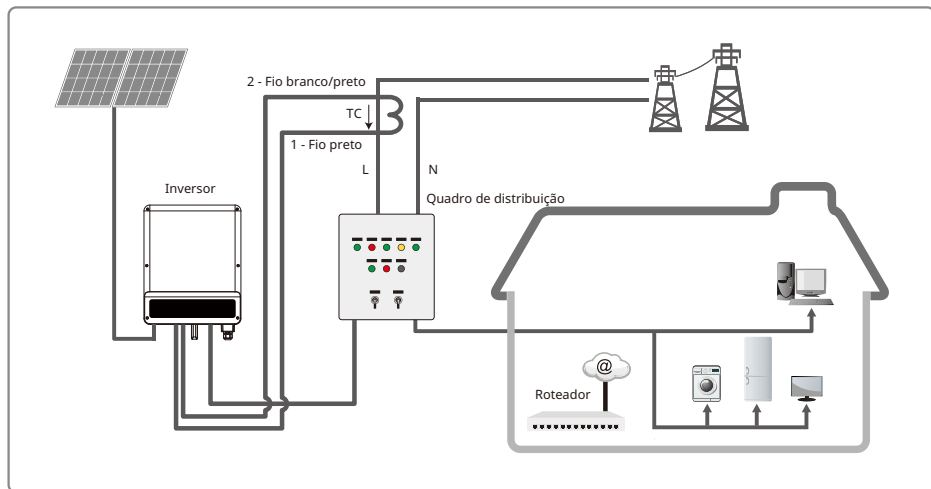 2 - Fio branco/preto
TC
1 - Fio preto
L
N
Inversor
Quadro de distribuição
@
Roteador